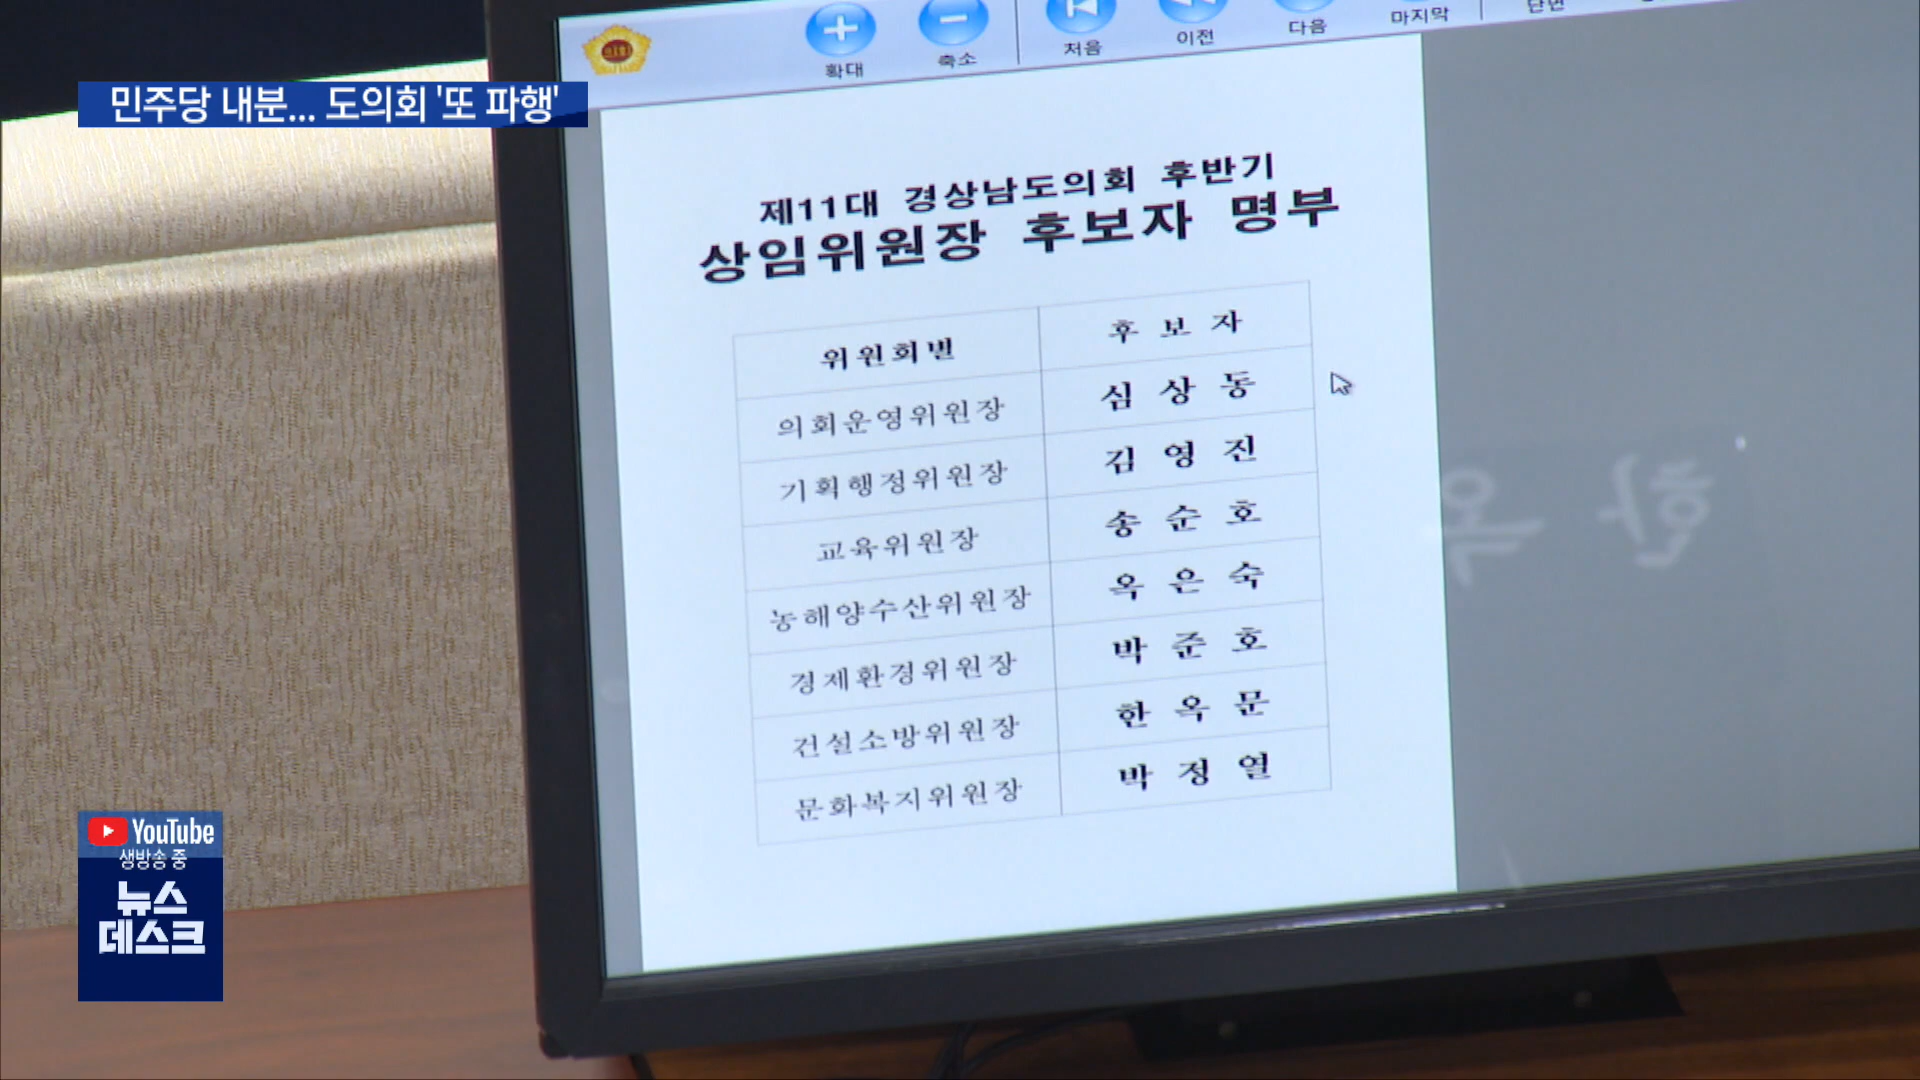 민주당 내분... 도의회 '또 파행'
확대
축소
처음
이전
다음
마지막
제11대 경상남도의회 후반기
상임위원장 후보자 명부
위원회별 후 보 자
의회운영위원장 심 상 동
기획행정위원장 김 영 진
교육위원장 송 순 호
농해양수산위원장 옥 은 숙
경제환경위원장 박 준 호
건설소방위원장 한 옥 문
문화복지위원장 박 정 열
한 옥
YouTube
생방송 중
뉴스
데스크